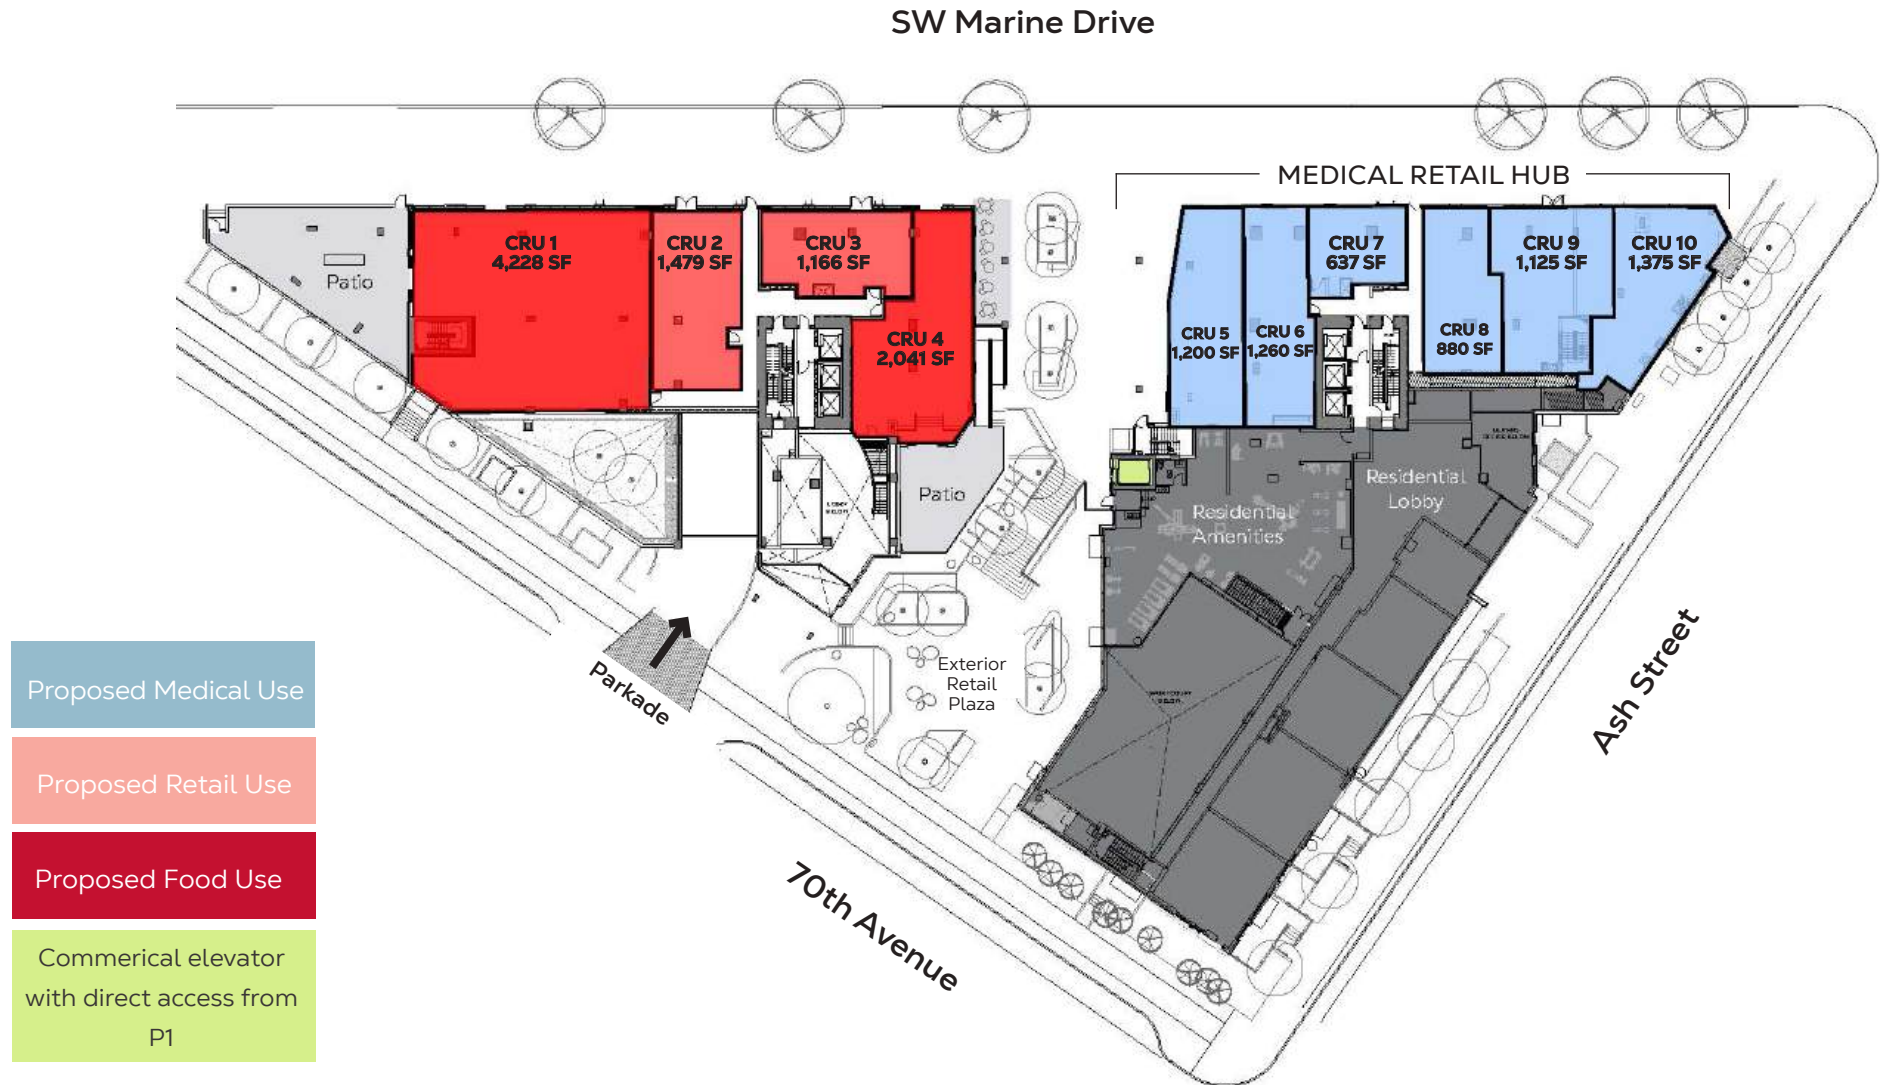 SW Marine Drive
MEDICAL RETAIL HUB
CRU 1
4,228 SF
CRU 2
1,479 SF
CRU 3
1,166 SF
CRU 4
2,041 SF
CRU 5
1,200 SF
CRU 6
1,260 SF
CRU 7
637 SF
CRU 8
880 SF
CRU 9
1,125 SF
CRU 10
1,375 SF
Patio
Patio
Residential
Lobby
Residential
Amenities
Exterior
Retail
Plaza
Parkade
Ash Street
70th Avenue
Proposed Medical Use
Proposed Retail Use
Proposed Food Use
Commerical elevator
with direct access from
P1